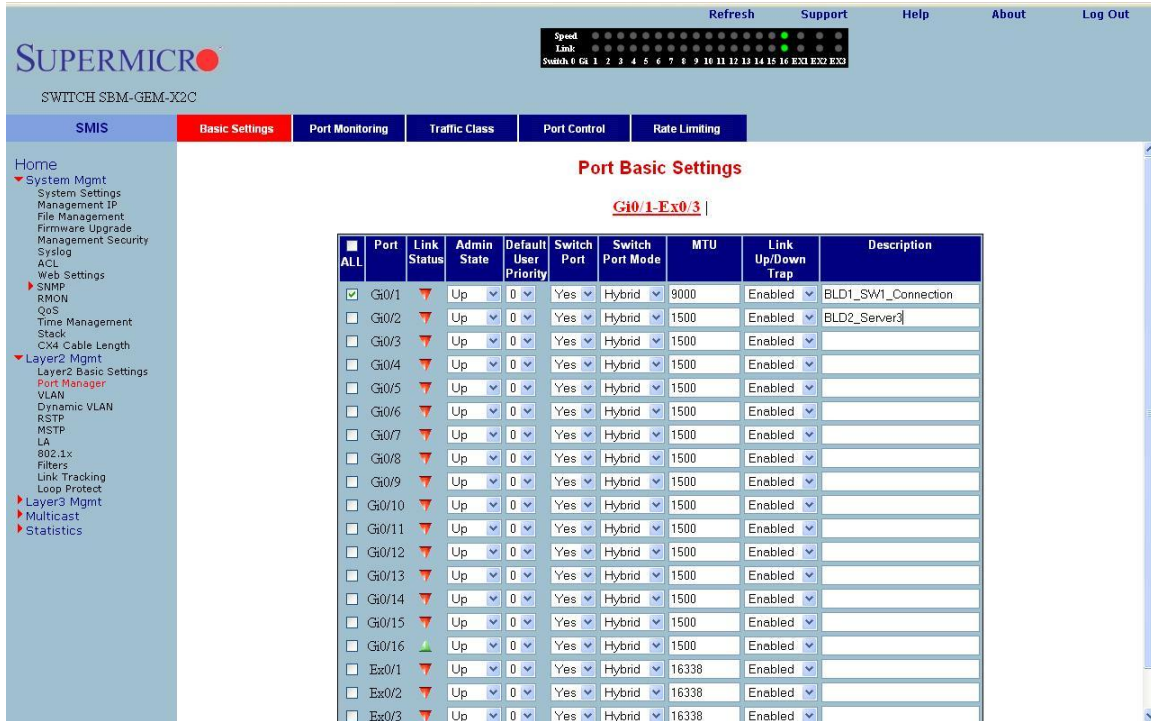 Refresh Support Help About Log Out
Speed
Link
Switch 0 Gi 1 2 3 4 5 6 7 8 9 10 11 12 13 14 15 16 EX1 EX2 EX3
SUPERMICRO
SWITCH SBM-GEM-X2C
SMIS
Basic Settings Port Monitoring Traffic Class Port Control Rate Limiting
Home
System Mgmt
System Settings
Management IP
File Management
Firmware Upgrade
Management Security
Syslog
ACL
Web Settings
SNMP
RMON
QoS
Time Management
Stack
CX4 Cable Length
Layer2 Mgmt
Layer2 Basic Settings
Port Manager
VLAN
Dynamic VLAN
RSTP
MSTP
LA
802.1x
Filters
Link Tracking
Loop Protect
Layer3 Mgmt
Multicast
Statistics
Port Basic Settings
Gi0/1-Ex0/3 |
ALL Port Link Status Admin State Default User Priority Switch Port Switch Port Mode MTU Link Up/Down Trap Description
Gi0/1 Up 0 Yes Hybrid 9000 Enabled BLD1_SW1_Connection
Gi0/2 Up 0 Yes Hybrid 1500 Enabled BLD2_Server3
Gi0/3 Up 0 Yes Hybrid 1500 Enabled
Gi0/4 Up 0 Yes Hybrid 1500 Enabled
Gi0/5 Up 0 Yes Hybrid 1500 Enabled
Gi0/6 Up 0 Yes Hybrid 1500 Enabled
Gi0/7 Up 0 Yes Hybrid 1500 Enabled
Gi0/8 Up 0 Yes Hybrid 1500 Enabled
Gi0/9 Up 0 Yes Hybrid 1500 Enabled
Gi0/10 Up 0 Yes Hybrid 1500 Enabled
Gi0/11 Up 0 Yes Hybrid 1500 Enabled
Gi0/12 Up 0 Yes Hybrid 1500 Enabled
Gi0/13 Up 0 Yes Hybrid 1500 Enabled
Gi0/14 Up 0 Yes Hybrid 1500 Enabled
Gi0/15 Up 0 Yes Hybrid 1500 Enabled
Gi0/16 Up 0 Yes Hybrid 1500 Enabled
Ex0/1 Up 0 Yes Hybrid 16338 Enabled
Ex0/2 Up 0 Yes Hybrid 16338 Enabled
Ex0/3 Up 0 Yes Hybrid 16338 Enabled